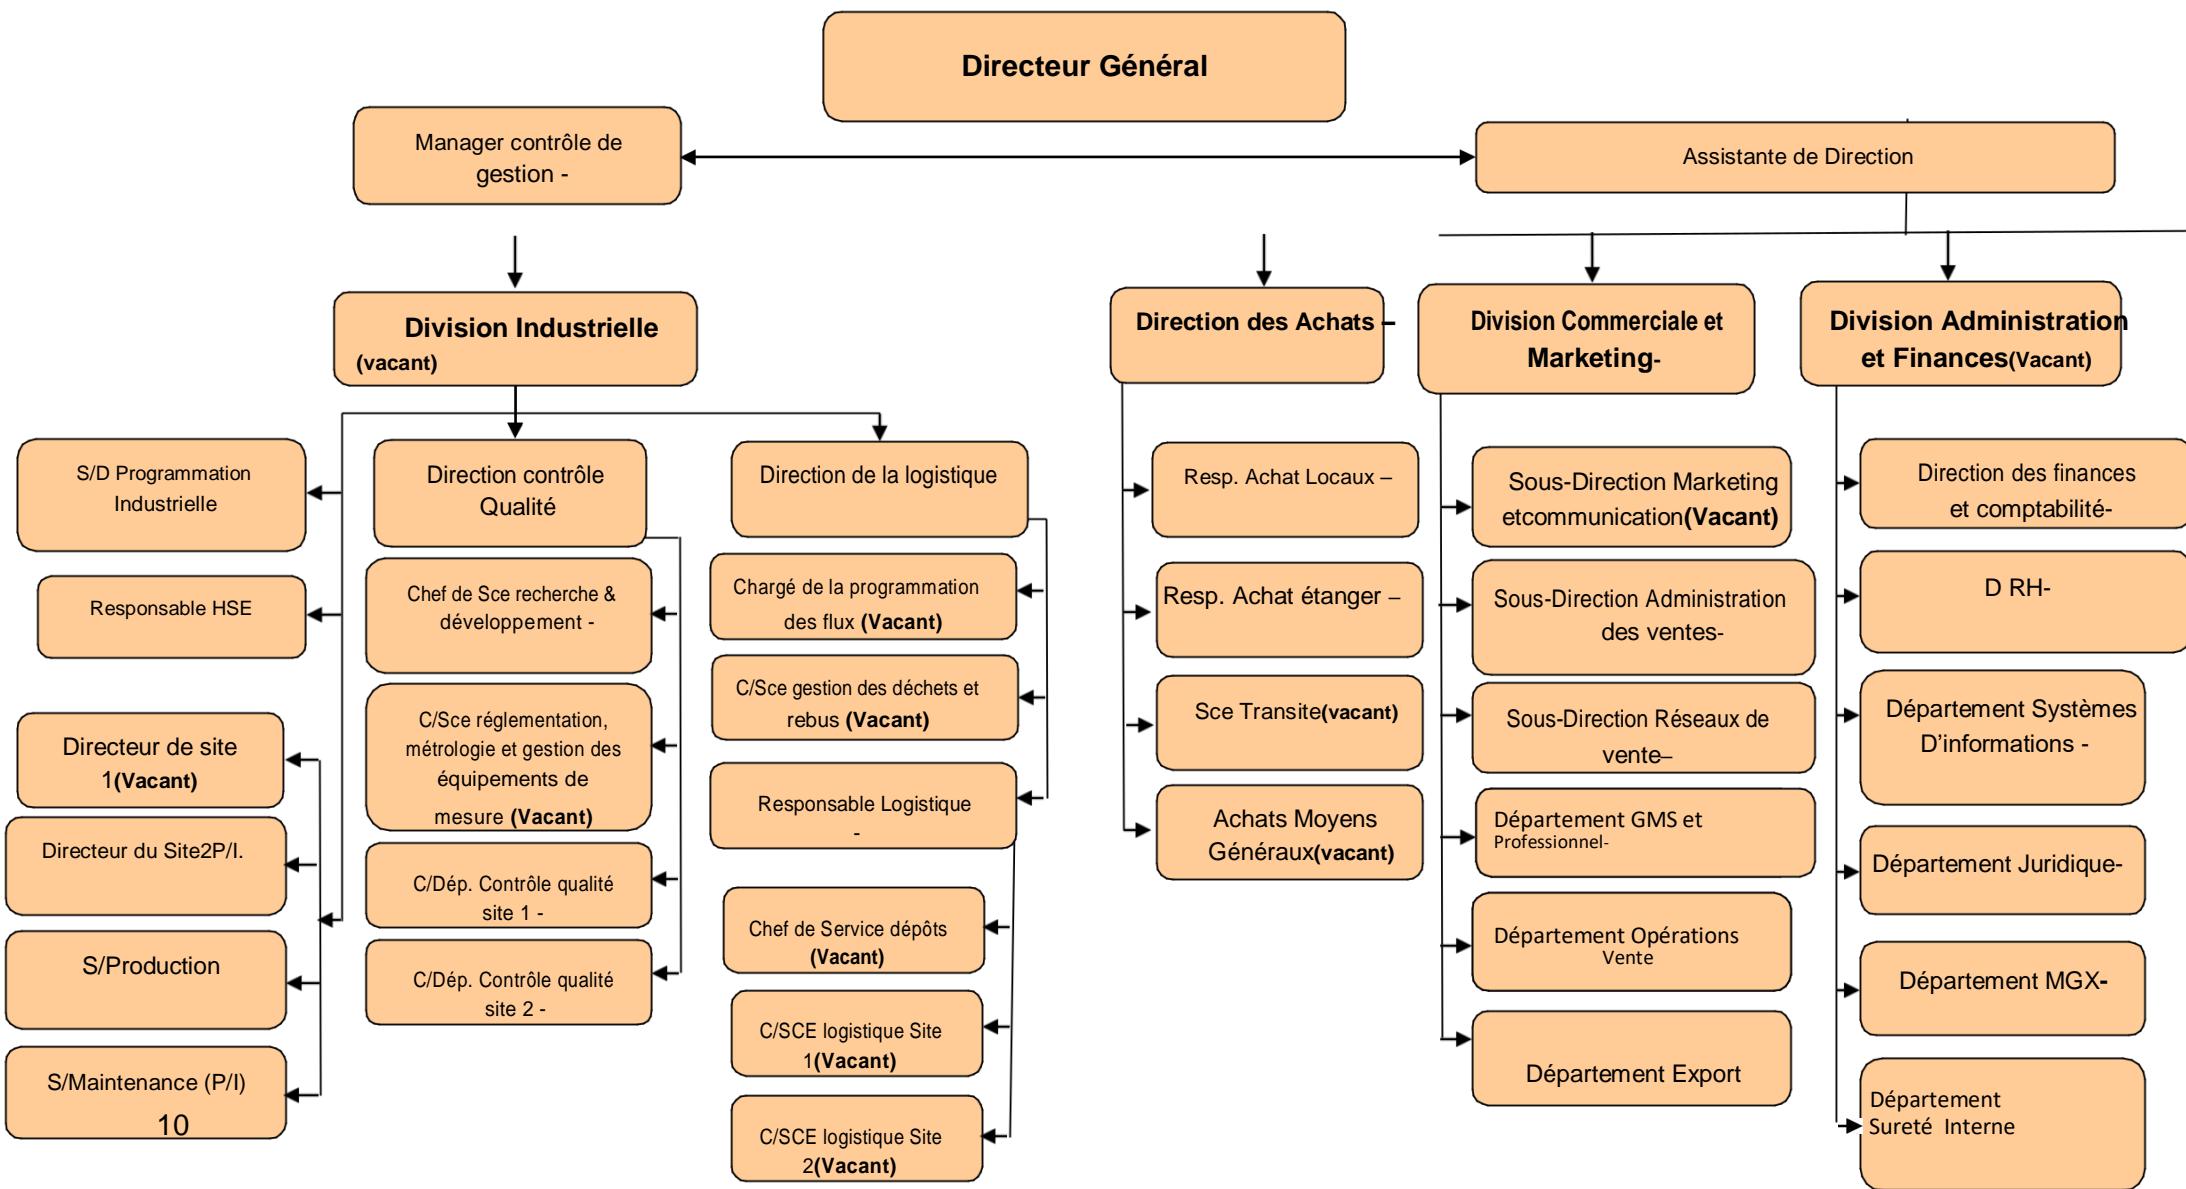 Directeur Général
Manager contrôle de
gestion -
Assistante de Direction
Division Industrielle
(vacant)
Direction des Achats –
Division Commerciale et
Marketing-
Division Administration
et Finances(Vacant)
S/D Programmation
Industrielle
Responsable HSE
Directeur de site
1(Vacant)
Directeur du Site2P/I.
S/Production
S/Maintenance (P/I)
10
Direction contrôle
Qualité
Chef de Sce recherche &
développement -
C/Sce réglementation,
métrologie et gestion des
équipements de
mesure (Vacant)
C/Dép. Contrôle qualité
site 1 -
C/Dép. Contrôle qualité
site 2 -
Direction de la logistique
Chargé de la programmation
des flux (Vacant)
C/Sce gestion des déchets et
rebus (Vacant)
Responsable Logistique
-
Chef de Service dépôts
(Vacant)
C/SCE logistique Site
1(Vacant)
C/SCE logistique Site
2(Vacant)
Resp. Achat Locaux –
Resp. Achat étanger –
Sce Transite(vacant)
Achats Moyens
Généraux(vacant)
Sous-Direction Marketing
etcommunication(Vacant)
Sous-Direction Administration
des ventes-
Sous-Direction Réseaux de
vente–
Département GMS et
Professionnel-
Département Opérations
Vente
Département Export
Direction des finances
et comptabilité-
D RH-
Département Systèmes
D’informations -
Département Juridique-
Département MGX-
Département
Sureté Interne